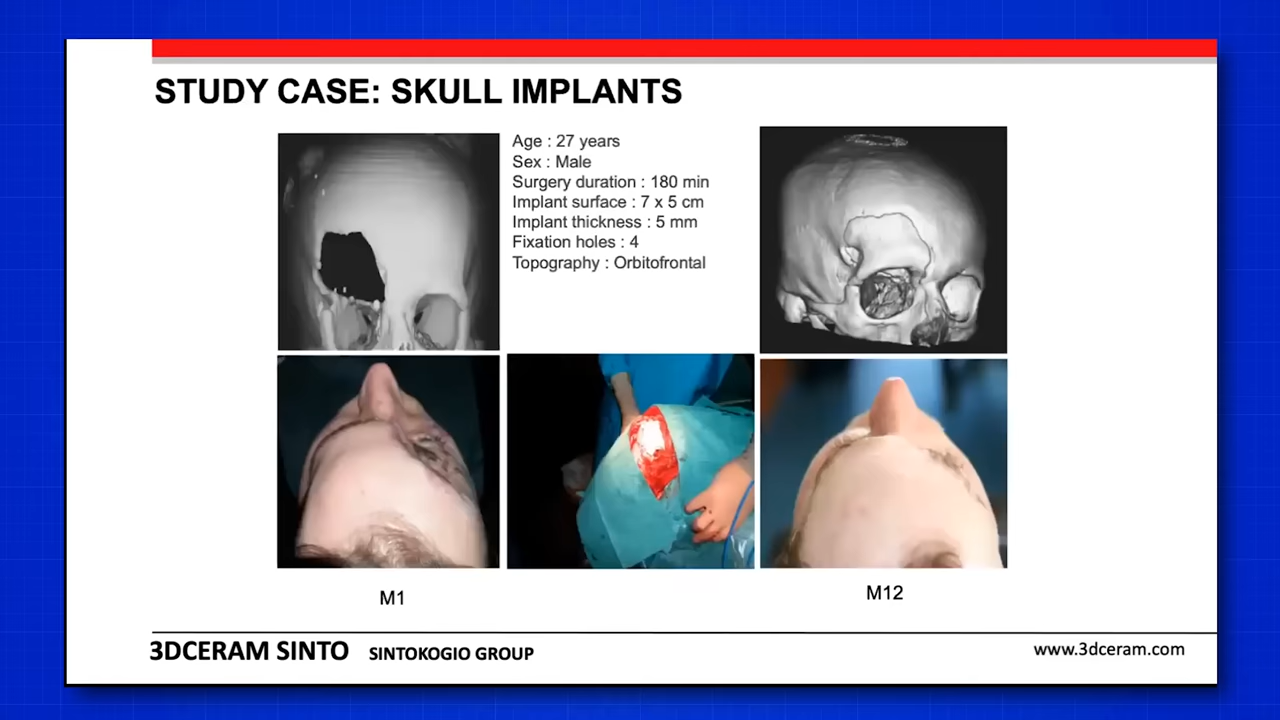 STUDY CASE: SKULL IMPLANTS
Age : 27 years
Sex : Male
Surgery duration : 180 min
Implant surface : 7 x 5 cm
Implant thickness : 5 mm
Fixation holes : 4
Topography : Orbitofrontal
M1
M12
3DCERAM SINTO SINTOKOGIO GROUP
www.3dceram.com